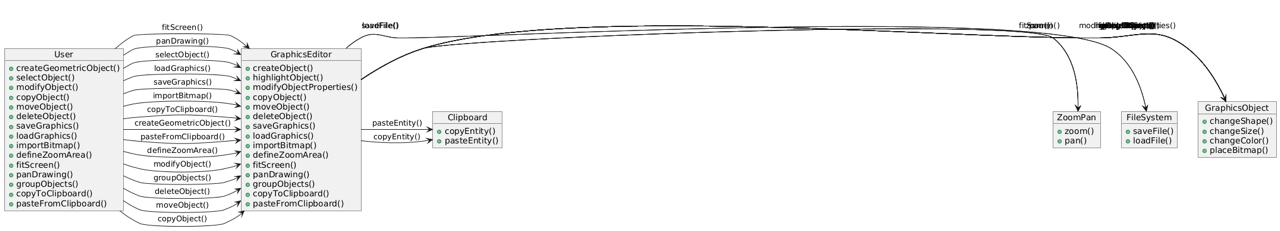 User
createGeometricObject()
selectObject()
modifyObject()
copyObject()
moveObject()
deleteObject()
saveGraphics()
loadGraphics()
importBitmap()
defineZoomArea()
fitScreen()
panDrawing()
groupObjects()
copyToClipboard()
pasteFromClipboard()
fitScreen()
panDrawing()
selectObject()
loadGraphics()
saveGraphics()
importBitmap()
copyToClipboard()
createGeometricObject()
pasteFromClipboard()
defineZoomArea()
modifyObject()
groupObjects()
deleteObject()
moveObject()
copyObject()
GraphicsEditor
createObject()
highlightObject()
modifyObjectProperties()
copyObject()
moveObject()
deleteObject()
saveGraphics()
loadGraphics()
importBitmap()
defineZoomArea()
fitScreen()
panDrawing()
groupObjects()
copyToClipboard()
pasteFromClipboard()
pasteEntity()
copyEntity()
Clipboard
copyEntity()
pasteEntity()
ZoomPan
zoom()
pan()
FileSystem
saveFile()
loadFile()
GraphicsObject
changeShape()
changeSize()
changeColor()
placeBitmap()